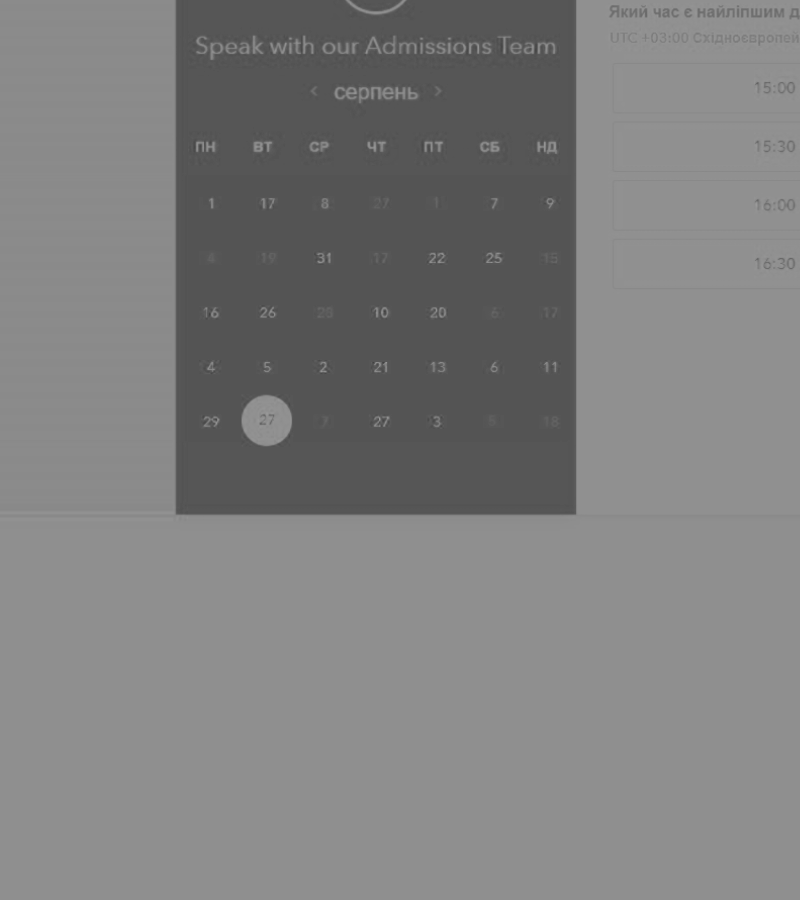 Speak with our Admissions Team
< серпень >
ПН ВТ СР ЧТ ПТ СБ НД
1 17 8 27 1 7 9
8 19 31 17 22 25 15
16 26 10 20 6 17
4 5 2 21 13 6 11
29 27 7 27 3 18
Який час є найліпшим д
UTC +03:00 Східноєвропей
15:00
15:30
16:00
16:30